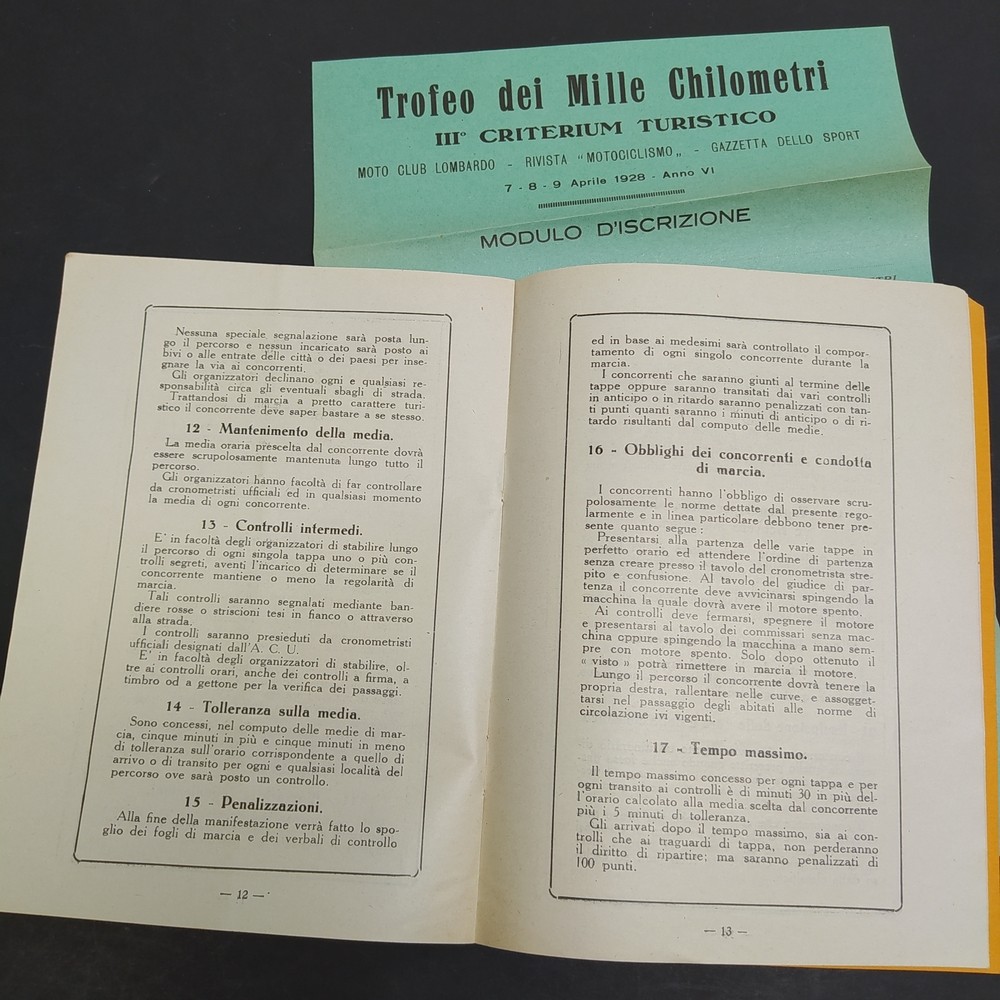 Trofeo dei Mille Chilometri
IIIº CRITERIUM TURISTICO
MOTO CLUB LOMBARDO - RIVISTA "MOTOCICLISMO„ - GAZZETTA DELLO SPORT
7 - 8 - 9 Aprile 1928 - Anno VI
MODULO D'ISCRIZIONE
Nessuna speciale segnalazione sarà posta lun-
go il percorso e nessun incaricato sarà posto ai
bivi o alle entrate delle città o dei paesi per inse-
gnare la via ai concorrenti.
Gli organizzatori declinano ogni e qualsiasi re-
sponsabilità circa gli eventuali sbagli di strada.
Trattandosi di marcia a pretto carattere turi-
stico il concorrente deve saper bastare a se stesso.
12 - Mantenimento della media.
La media oraria prescelta dal concorrente dovrà
essere scrupolosamente mantenuta lungo tutto il
percorso.
Gli organizzatori hanno facoltà di far controllare
da cronometristi ufficiali ed in qualsiasi momento
la media di ogni concorrente.
13 - Controlli intermedi.
E' in facoltà degli organizzatori di stabilire lungo
il percorso di ogni singola tappa uno o più con-
trolli segreti, aventi l'incarico di determinare se il
concorrente mantiene o meno la regolarità di
marcia.
Tali controlli saranno segnalati mediante ban-
diere rosse o striscioni tesi in fianco o attraverso
alla strada.
I controlli saranno presieduti da cronometristi
ufficiali designati dall'A. C. U.
E' in facoltà degli organizzatori di stabilire, ol-
tre ai controlli orari, anche dei controlli a firma, a
timbro od a gettone per la verifica dei passaggi.
14 - Tolleranza sulla media.
Sono concessi, nel computo delle medie di mar-
cia, cinque minuti in più e cinque minuti in meno
di tolleranza sull'orario corrispondente a quello di
arrivo o di transito per ogni e qualsiasi località del
percorso ove sarà posto un controllo.
15 - Penalizzazioni.
Alla fine della manifestazione verrà fatto lo spo-
glio dei fogli di marcia e dei verbali di controllo
— 12 —
ed in base ai medesimi sarà controllato il compor-
tamento di ogni singolo concorrente durante la
marcia.
I concorrenti che saranno giunti al termine delle
tappe oppure saranno transitati dai vari controlli
in anticipo o in ritardo saranno penalizzati con tan-
ti punti quanti saranno i minuti di anticipo o di ri-
tardo risultanti dal computo delle medie.
16 - Obblighi dei concorrenti e condotta
di marcia.
I concorrenti hanno l'obbligo di osservare scru-
polosamente le norme dettate dal presente rego-
larmente e in linea particolare debbono tener pre-
sente quanto segue :
Presentarsi alla partenza delle varie tappe in
perfetto orario ed attendere l'ordine di partenza
senza creare presso il tavolo del cronometrista stre-
pito e confusione. Al tavolo del giudice di par-
tenza il concorrente deve avvicinarsi spingendo la
macchina la quale dovrà avere il motore spento.
Ai controlli deve fermarsi, spegnere il motore
e presentarsi al tavolo dei commissari senza mac-
china oppure spingendo la macchina a mano sem-
pre con motore spento. Solo dopo ottenuto il
« visto » potrà rimettere in marcia il motore.
Lungo il percorso il concorrente dovrà tenere la
propria destra, rallentare nelle curve, e assogget-
tarsi nel passaggio degli abitati alle norme di
circolazione ivi vigenti.
17 - Tempo massimo.
Il tempo massimo concesso per ogni tappa e per
ogni transito ai controlli è di minuti 30 in più del-
l'orario calcolato alla media scelta dal concorrente
più i 5 minuti di tolleranza.
Gli arrivati dopo il tempo massimo, sia ai con-
trolli che ai traguardi di tappa, non perderanno
il diritto di ripartire; ma saranno penalizzati di
100 punti.
— 13 —